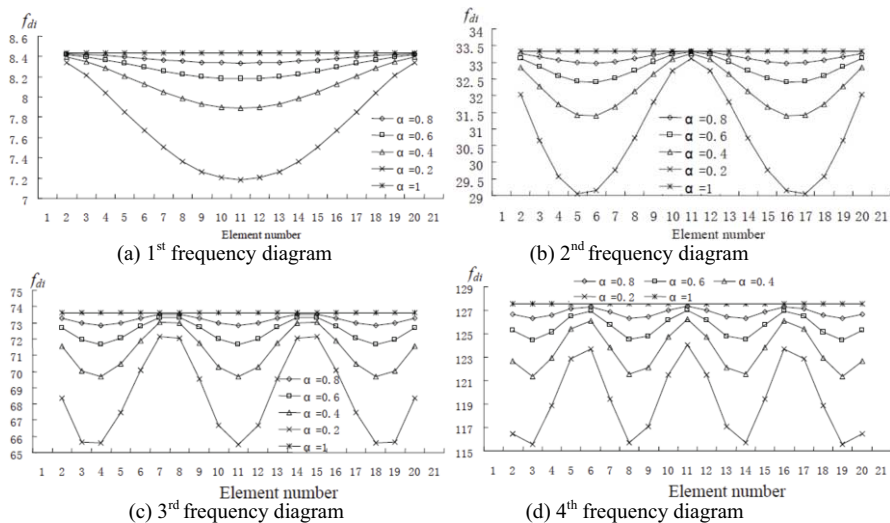 f_di
8.6
8.4
8.2
8
7.8
7.6
7.4
7.2
7
α =0.8
α =0.6
α =0.4
α =0.2
α =1
1 2 3 4 5 6 7 8 9 10 11 12 13 14 15 16 17 18 19 20 21
Element number
(a) 1st frequency diagram
f_di
34
33.5
33
32.5
32
31.5
31
30.5
30
29.5
29
α =0.8
α =0.6
α =0.4
α =0.2
α =1
1 2 3 4 5 6 7 8 9 10 11 12 13 14 15 16 17 18 19 20 21
Element number
(b) 2nd frequency diagram
f_di
75
74
73
72
71
70
69
68
67
66
65
α =0.8
α =0.6
α =0.4
α =0.2
α =1
1 2 3 4 5 6 7 8 9 10 11 12 13 14 15 16 17 18 19 20 21
Element number
(c) 3rd frequency diagram
f_di
129
127
125
123
121
119
117
115
α =0.8 α =0.6 α =0.4
α =0.2 α =1
1 2 3 4 5 6 7 8 9 10 11 12 13 14 15 16 17 18 19 20 21
Element number
(d) 4th frequency diagram